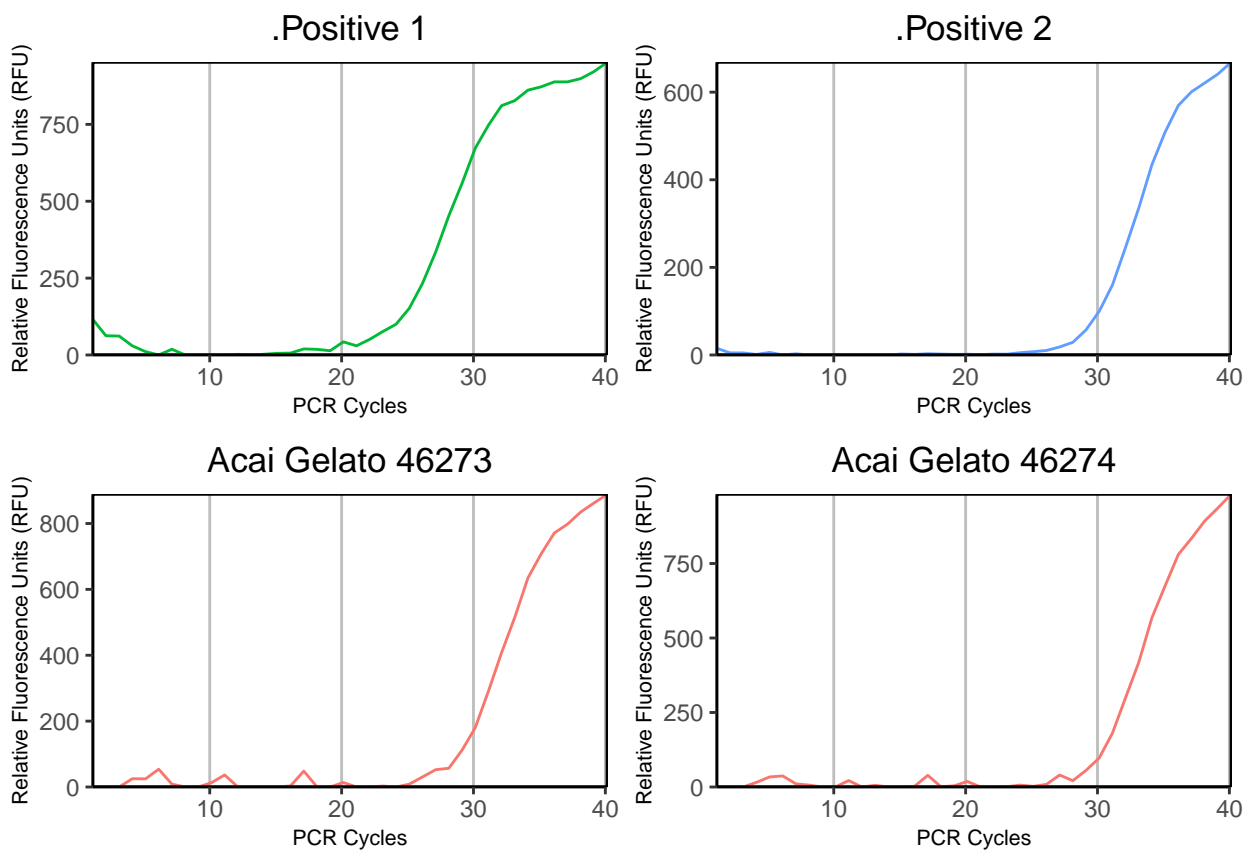 .Positive 1
Relative Fluorescence Units (RFU)
750
500
250
0
10
20
30
40
PCR Cycles
.Positive 2
Relative Fluorescence Units (RFU)
600
400
200
0
10
20
30
40
PCR Cycles
Acai Gelato 46273
Relative Fluorescence Units (RFU)
800
600
400
200
0
10
20
30
40
PCR Cycles
Acai Gelato 46274
Relative Fluorescence Units (RFU)
750
500
250
0
10
20
30
40
PCR Cycles